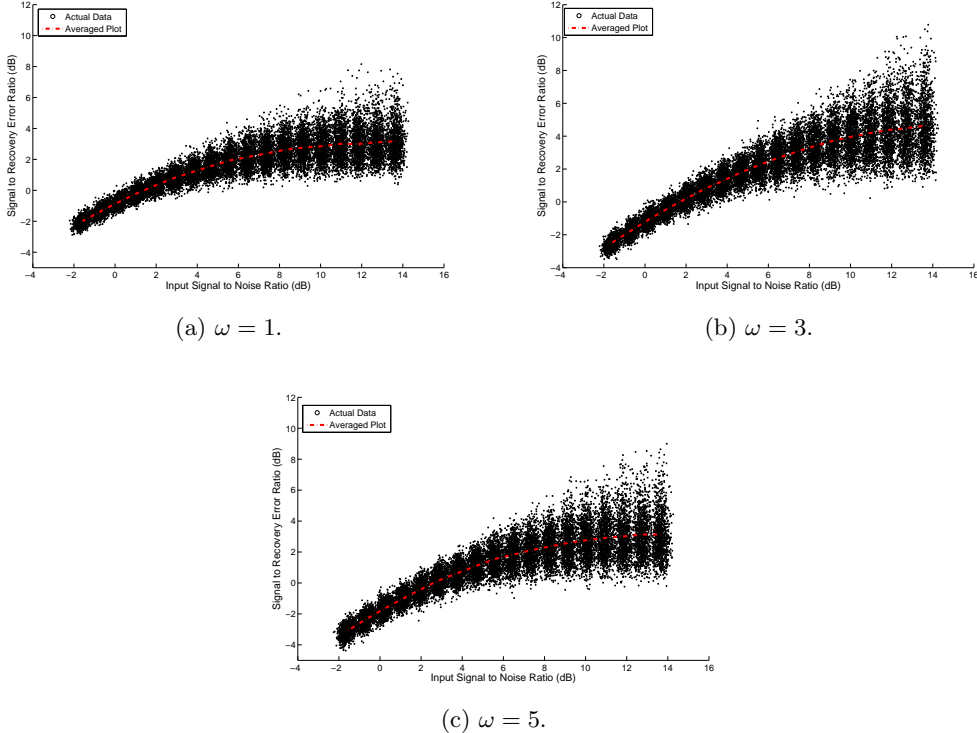 12
10
8
6
4
2
0
−2
−4
Signal to Recovery Error Ratio (dB)
Actual Data
Averaged Plot
−4 −2 0 2 4 6 8 10 12 14 16
Input Signal to Noise Ratio (dB)
(a) ω = 1.
12
10
8
6
4
2
0
−2
−4
Signal to Recovery Error Ratio (dB)
Actual Data
Averaged Plot
−4 −2 0 2 4 6 8 10 12 14 16
Input Signal to Noise Ratio (dB)
(b) ω = 3.
12
10
8
6
4
2
0
−2
−4
Signal to Recovery Error Ratio (dB)
Actual Data
Averaged Plot
−4 −2 0 2 4 6 8 10 12 14 16
Input Signal to Noise Ratio (dB)
(c) ω = 5.